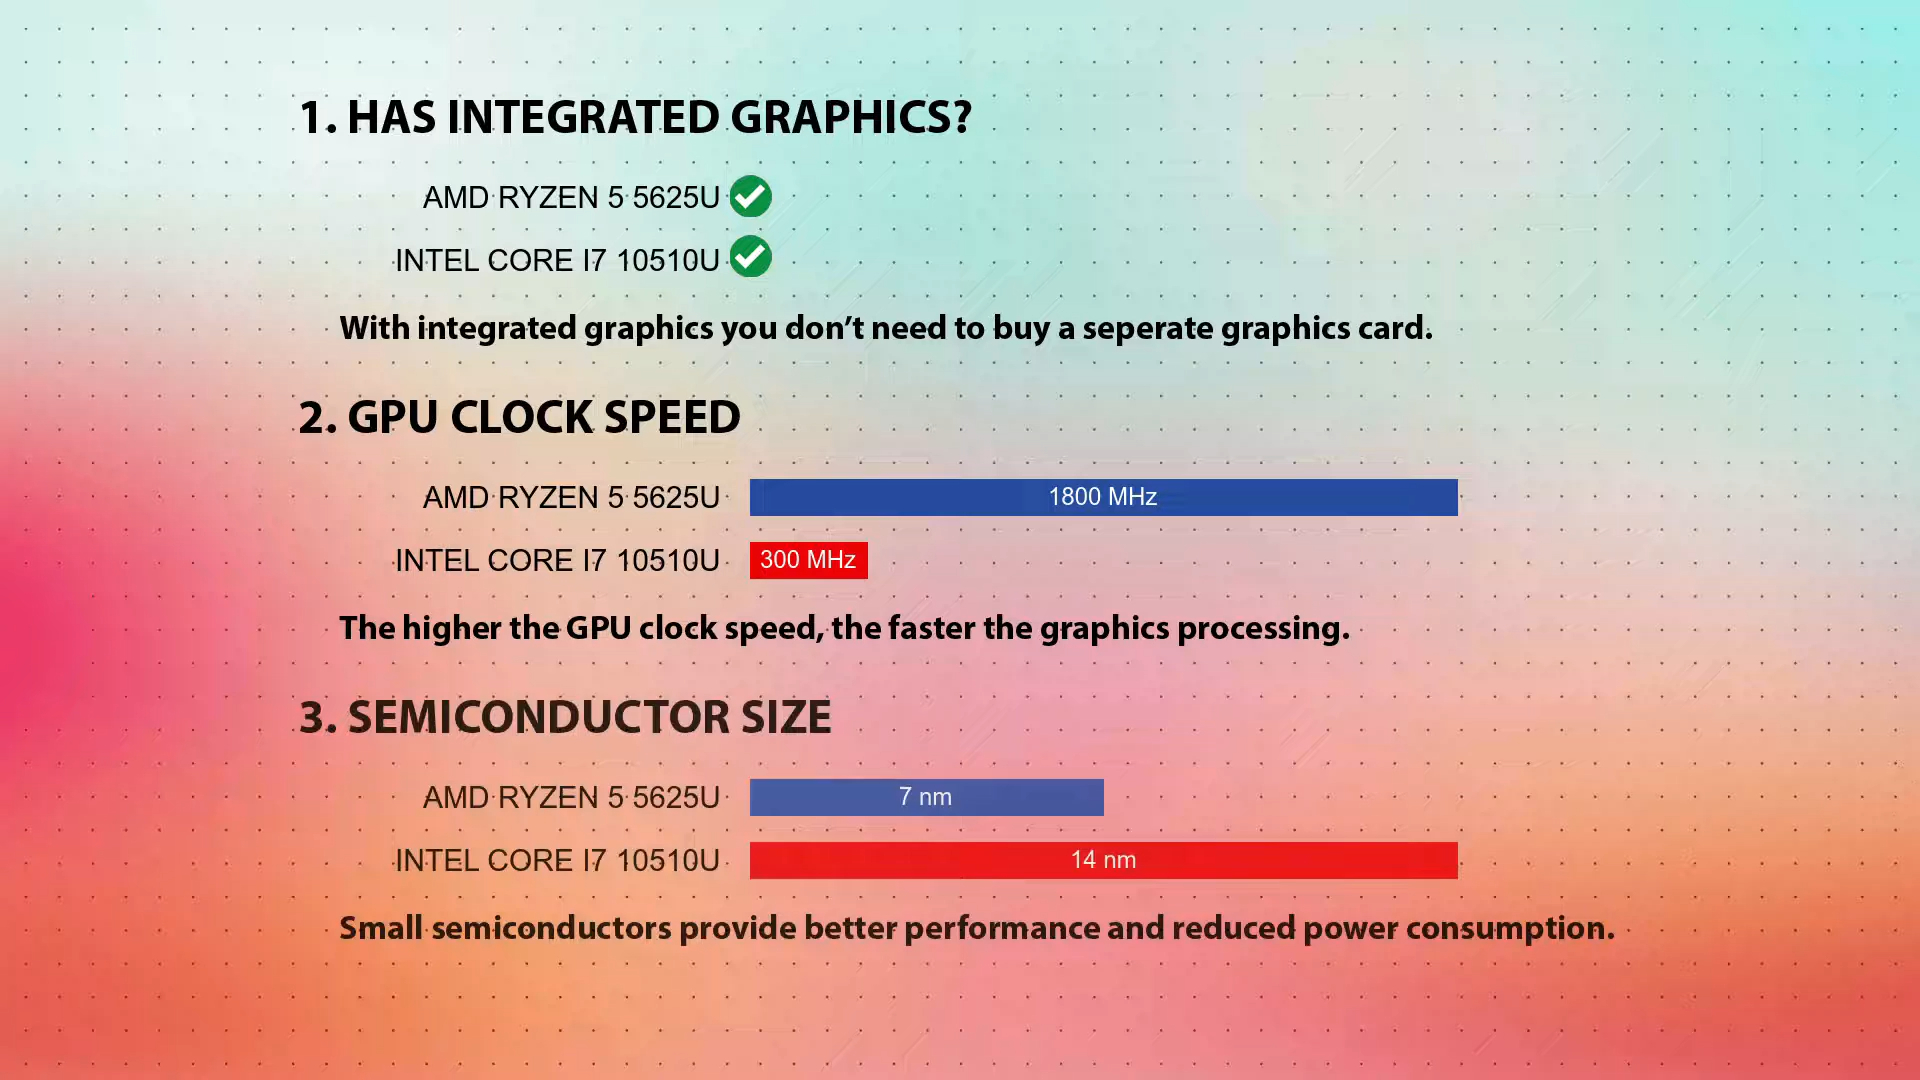 1. HAS INTEGRATED GRAPHICS?
AMD RYZEN 5 5625U
INTEL CORE I7 10510U
With integrated graphics you don’t need to buy a seperate graphics card.
2. GPU CLOCK SPEED
AMD RYZEN 5 5625U 1800 MHz
INTEL CORE I7 10510U 300 MHz
The higher the GPU clock speed, the faster the graphics processing.
3. SEMICONDUCTOR SIZE
AMD RYZEN 5 5625U 7 nm
INTEL CORE I7 10510U 14 nm
Small semiconductors provide better performance and reduced power consumption.